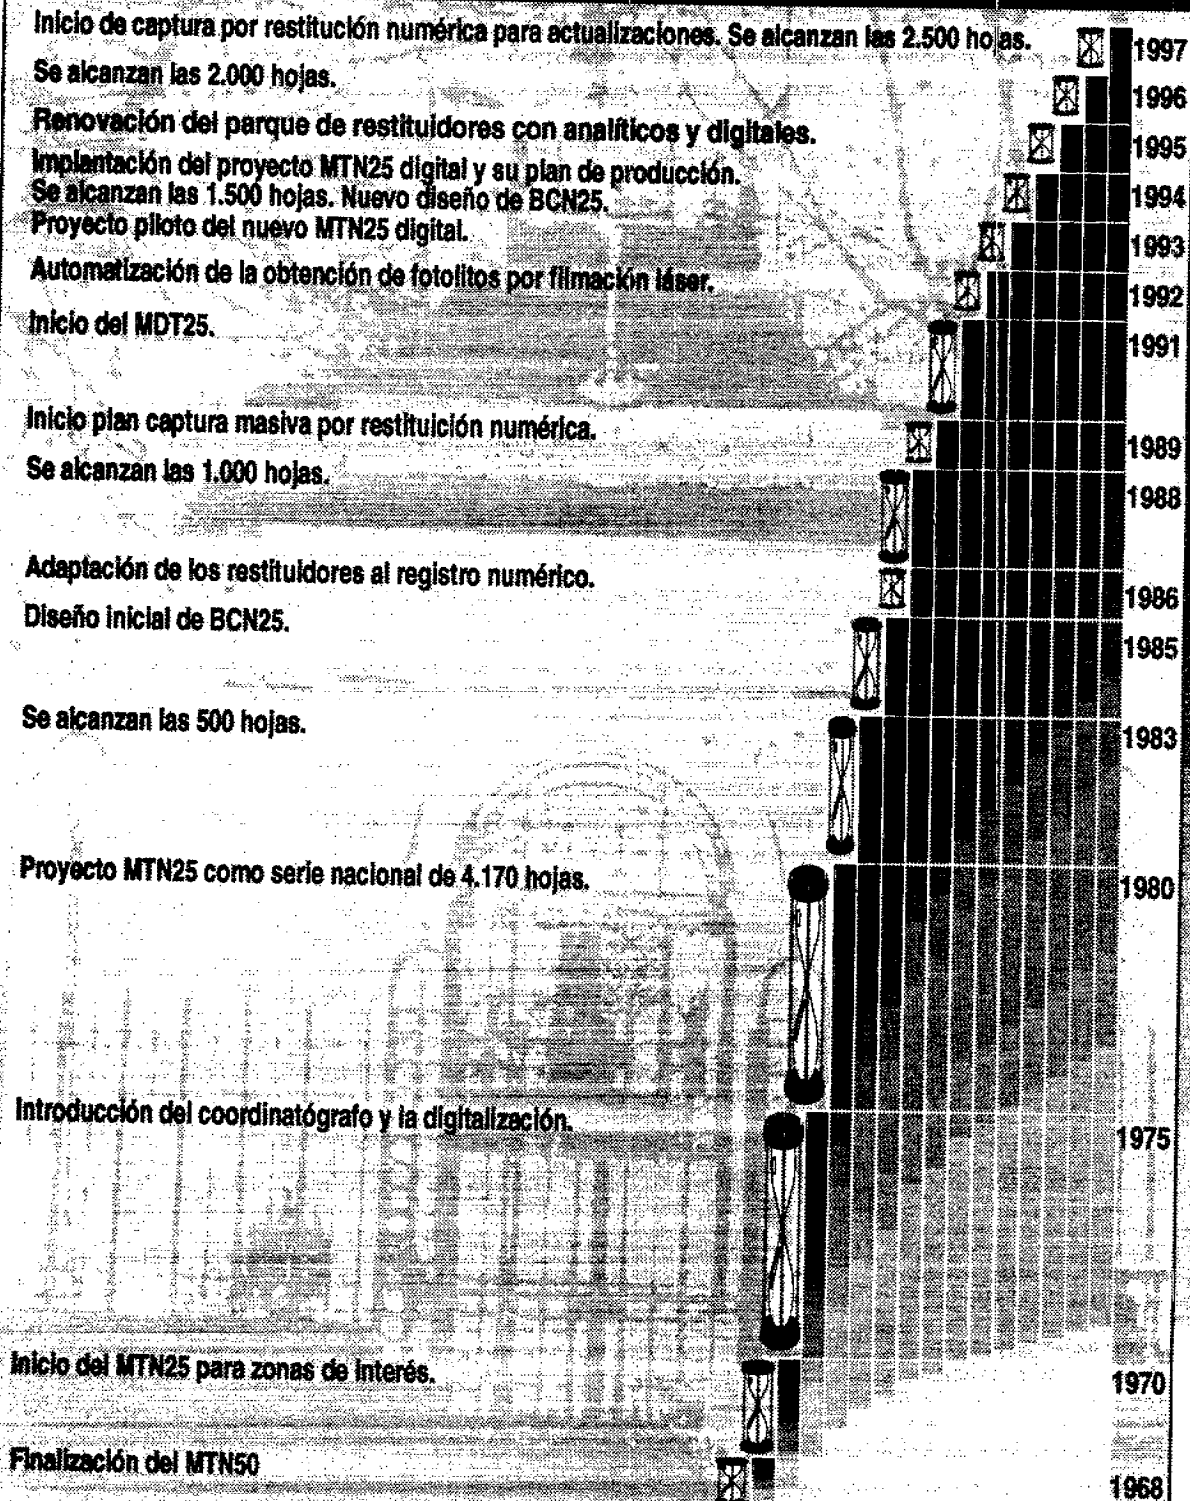 Inicio de captura por restitución numérica para actualizaciones. Se alcanzan las 2.500 hojas.
1997
Se alcanzan las 2.000 hojas.
1996
Renovación del parque de restituidores con analíticos y digitales.
1995
Implantación del proyecto MTN25 digital y su plan de producción.
Se alcanzan las 1.500 hojas. Nuevo diseño de BCN25.
1994
Proyecto piloto del nuevo MTN25 digital.
1993
Automatización de la obtención de fotolitos por filmación láser.
1992
Inicio del MDT25.
1991
Inicio plan captura masiva por restituición numérica.
1989
Se alcanzan las 1.000 hojas.
1988
Adaptación de los restituidores al registro numérico.
1986
Diseño inicial de BCN25.
1985
Se alcanzan las 500 hojas.
1983
Proyecto MTN25 como serie nacional de 4.170 hojas.
1980
Introducción del coordinatógrafo y la digitalización.
1975
Inicio del MTN25 para zonas de interés.
1970
Finalización del MTN50
1968